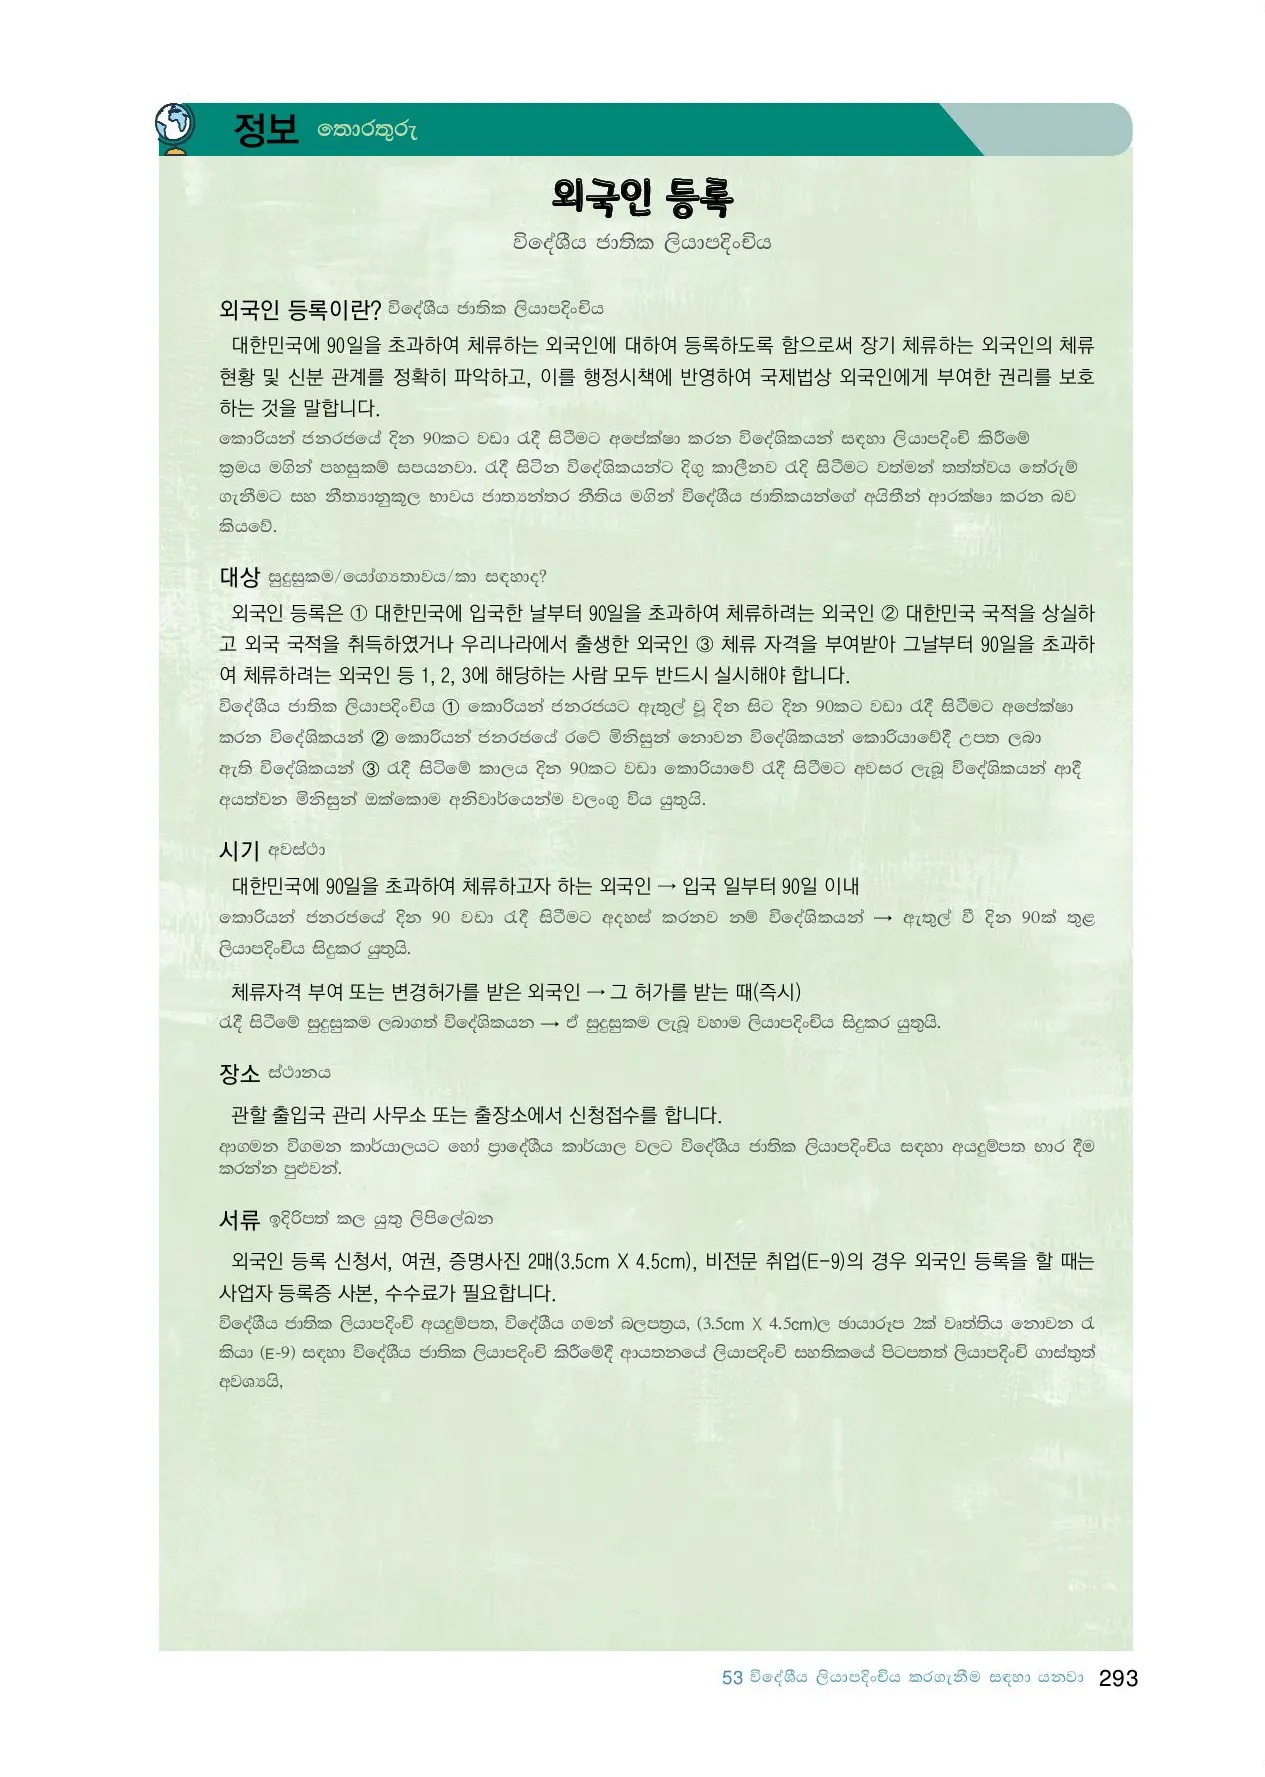 정보 තොරතුරු
외국인 등록
විදේශීය ජාතික ලියාපදිංචිය
외국인 등록이란? විදේශීය ජාතික ලියාපදිංචිය
대한민국에 90일을 초과하여 체류하는 외국인에 대하여 등록하도록 함으로써 장기 체류하는 외국인의 체류
현황 및 신분 관계를 정확히 파악하고, 이를 행정시책에 반영하여 국제법상 외국인에게 부여한 권리를 보호
하는 것을 말합니다.
කොරියන් ජනරජයේ දින 90කට වඩා රැදී සිටීමට අපේක්ෂා කරන විදේශිකයන් සඳහා ලියාපදිංචි කිරීමේ
ක්‍රමය මගින් පහසුකම් සපයනවා. රැදී සිටින විදේශිකයන්ට දිගු කාලීනව රැදි සිටීමට වත්මන් තත්ත්වය තේරුම්
ගැනීමට සහ නීත්‍යානුකූල භාවය ජාත්‍යන්තර නීතිය මගින් විදේශීය ජාතිකයන්ගේ අයිතීන් ආරක්ෂා කරන බව
කියවේ.
대상 සුදුසුකම/යෝග්‍යතාවය/කා සඳහාද?
외국인 등록은 ① 대한민국에 입국한 날부터 90일을 초과하여 체류하려는 외국인 ② 대한민국 국적을 상실하
고 외국 국적을 취득하였거나 우리나라에서 출생한 외국인 ③ 체류 자격을 부여받아 그날부터 90일을 초과하
여 체류하려는 외국인 등 1, 2, 3에 해당하는 사람 모두 반드시 실시해야 합니다.
විදේශීය ජාතික ලියාපදිංචිය ① කොරියන් ජනරජයට ඇතුල් වූ දින සිට දින 90කට වඩා රැදී සිටීමට අපේක්ෂා
කරන විදේශිකයන් ② කොරියන් ජනරජයේ රටේ මිනිසුන් නොවන විදේශිකයන් කොරියාවේදී උපත ලබා
ඇති විදේශිකයන් ③ රැදී සිටිමේ කාලය දින 90කට වඩා කොරියාවේ රැදී සිටීමට අවසර ලැබූ විදේශිකයන් ආදී
අයත්වන මිනිසුන් ඔක්කොම අනිවාර්යෙන්ම වලංගු විය යුතුයි.
시기 අවස්ථා
대한민국에 90일을 초과하여 체류하고자 하는 외국인 → 입국 일부터 90일 이내
කොරියන් ජනරජයේ දින 90 වඩා රැදී සිටීමට අදහස් කරනව නම් විදේශිකයන් → ඇතුල් වී දින 90ක් තුළ
ලියාපදිංචිය සිදුකර යුතුයි.
체류자격 부여 또는 변경허가를 받은 외국인 → 그 허가를 받는 때(즉시)
රැදී සිටීමේ සුදුසුකම ලබාගත් විදේශිකයන → ඒ සුදුසුකම ලැබූ වහාම ලියාපදිංචිය සිදුකර යුතුයි.
장소 ස්ථානය
관할 출입국 관리 사무소 또는 출장소에서 신청접수를 합니다.
ආගමන විගමන කාර්යාලයට හෝ ප්‍රාදේශීය කාර්යාල වලට විදේශීය ජාතික ලියාපදිංචිය සඳහා අයදුම්පත භාර දීම
කරන්න පුළුවන්.
서류 ඉදිරිපත් කල යුතු ලිපිලේඛන
외국인 등록 신청서, 여권, 증명사진 2매(3.5cm X 4.5cm), 비전문 취업(E-9)의 경우 외국인 등록을 할 때는
사업자 등록증 사본, 수수료가 필요합니다.
විදේශීය ජාතික ලියාපදිංචි අයදුම්පත, විදේශීය ගමන් බලපත්‍රය, (3.5cm X 4.5cm)ල ඡායාරූප 2ක් වෘත්තීය නොවන රැ
කියා (E-9) සඳහා විදේශීය ජාතික ලියාපදිංචි කිරීමේදී ආයතනයේ ලියාපදිංචි සහතිකයේ පිටපතත් ලියාපදිංචි ගාස්තුත්
අවශ්‍යයි,
53 විදේශීය ලියාපදිංචිය කරගැනීම සඳහා යනවා 293